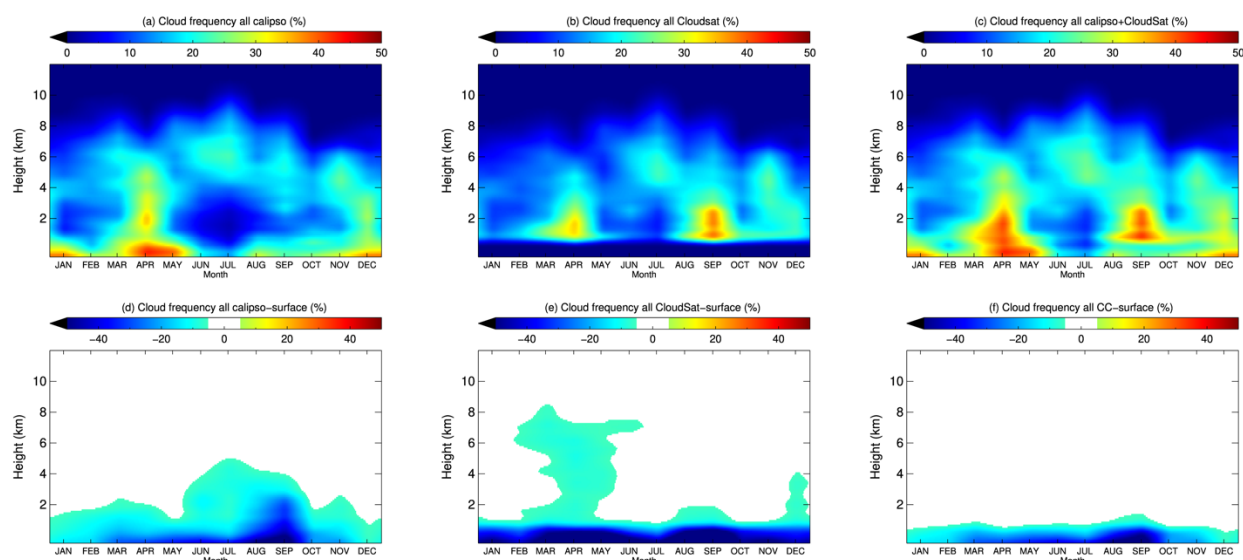 (a) Cloud frequency all calipso (%)
0 10 20 30 40 50
Height (km)
10
8
6
4
2
JAN FEB MAR APR MAY JUN JUL AUG SEP OCT NOV DEC
Month
(b) Cloud frequency all Cloudsat (%)
0 10 20 30 40 50
Height (km)
10
8
6
4
2
JAN FEB MAR APR MAY JUN JUL AUG SEP OCT NOV DEC
Month
(c) Cloud frequency all calipso+CloudSat (%)
0 10 20 30 40 50
Height (km)
10
8
6
4
2
JAN FEB MAR APR MAY JUN JUL AUG SEP OCT NOV DEC
Month
(d) Cloud frequency all calipso-surface (%)
-40 -20 0 20 40
Height (km)
10
8
6
4
2
JAN FEB MAR APR MAY JUN JUL AUG SEP OCT NOV DEC
Month
(e) Cloud frequency all CloudSat-surface (%)
-40 -20 0 20 40
Height (km)
10
8
6
4
2
JAN FEB MAR APR MAY JUN JUL AUG SEP OCT NOV DEC
Month
(f) Cloud frequency all CC-surface (%)
-40 -20 0 20 40
Height (km)
10
8
6
4
2
JAN FEB MAR APR MAY JUN JUL AUG SEP OCT NOV DEC
Month